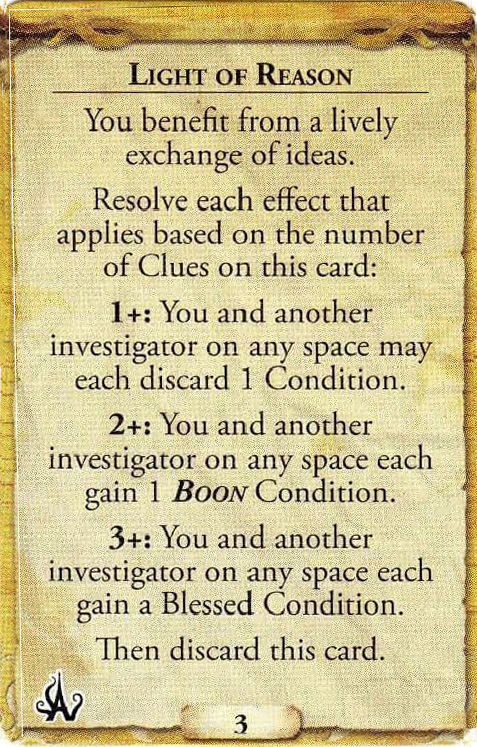 LIGHT OF REASON
You benefit from a lively
exchange of ideas.
Resolve each effect that
applies based on the number
of Clues on this card:
1+: You and another
investigator on any space may
each discard 1 Condition.
2+: You and another
investigator on any space each
gain 1 BOON Condition.
3+: You and another
investigator on any space each
gain a Blessed Condition.
Then discard this card.
3